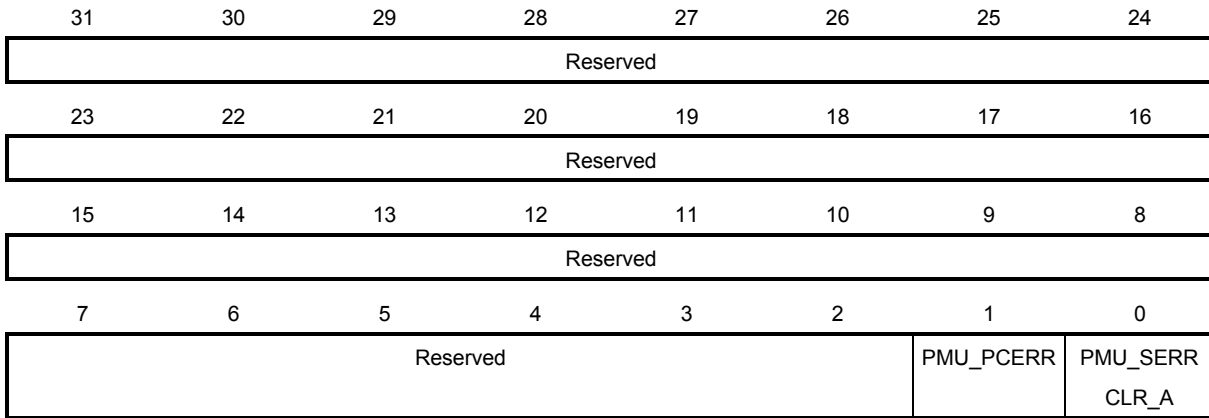 31 30 29 28 27 26 25 24
Reserved
23 22 21 20 19 18 17 16
Reserved
15 14 13 12 11 10 9 8
Reserved
7 6 5 4 3 2 1 0
Reserved PMU_PCERR PMU_SERR
CLR_A